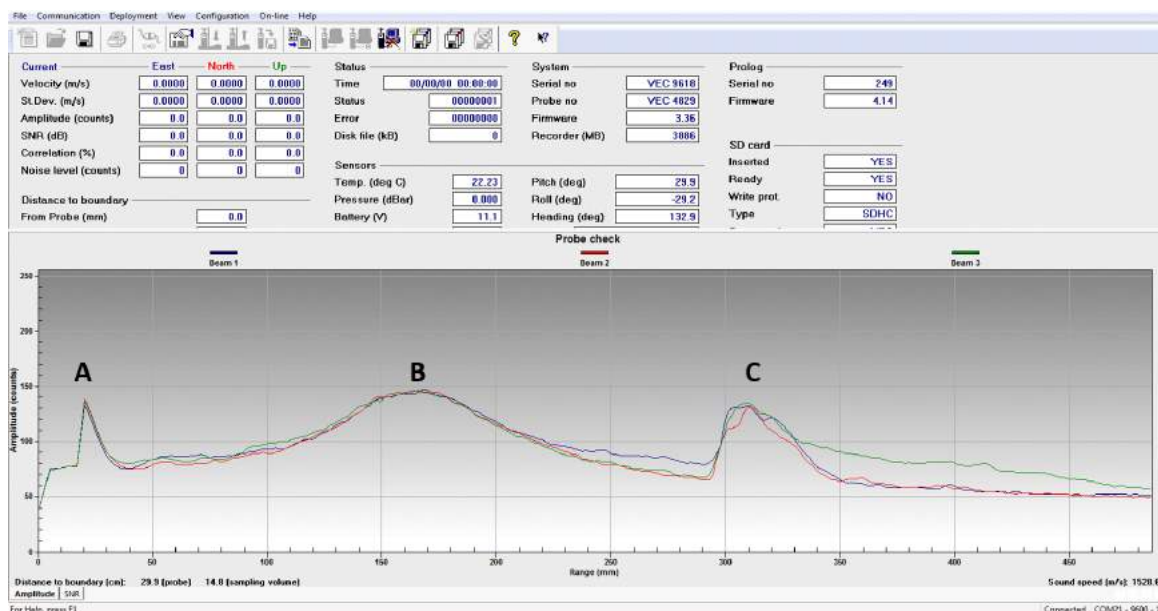 File Communication Deployment View Configuration On-line Help
Current East North Up
Velocity (m/s) 0.0000 0.0000 0.0000
St.Dev. (m/s) 0.0000 0.0000 0.0000
Amplitude (counts) 0.0 0.0 0.0
SNR (dB) 0.0 0.0 0.0
Correlation (%) 0.0 0.0 0.0
Noise level (counts) 0 0 0
Distance to boundary
From Probe (mm) 0.0
Status
Time 00/00/00 00:00:00
Status 00000001
Error 00000000
Disk file (kB) 0
Sensors
Temp. (deg C) 22.23
Pressure (dBar) 0.000
Battery (V) 11.1
Pitch (deg) 29.9
Roll (deg) -29.2
Heading (deg) 132.9
System
Serial no VEC 9618
Probe no VEC 4829
Firmware 3.36
Recorder (MB) 3886
Prolog
Serial no 249
Firmware 4.14
SD card
Inserted YES
Ready YES
Write prot. NO
Type SDHC
Probe check
Beam 1 Beam 2 Beam 3
250
200
150
100
50
0
A B C
Amplitude (counts)
0 50 100 150 200 250 300 350 400 450
Range (mm)
Distance to boundary (cm): 29.9 (probe) 14.8 (sampling volume) Sound speed (m/s):
Amplitude SNR
For Help, press F1 Connected